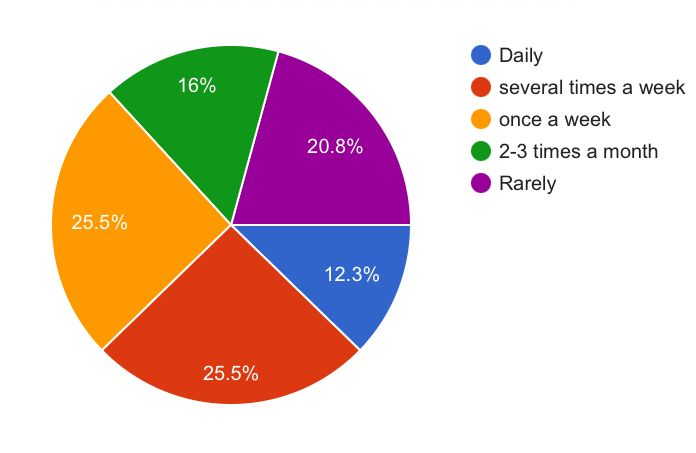 Daily
several times a week
once a week
2-3 times a month
Rarely
16%
20.8%
25.5%
12.3%
25.5%